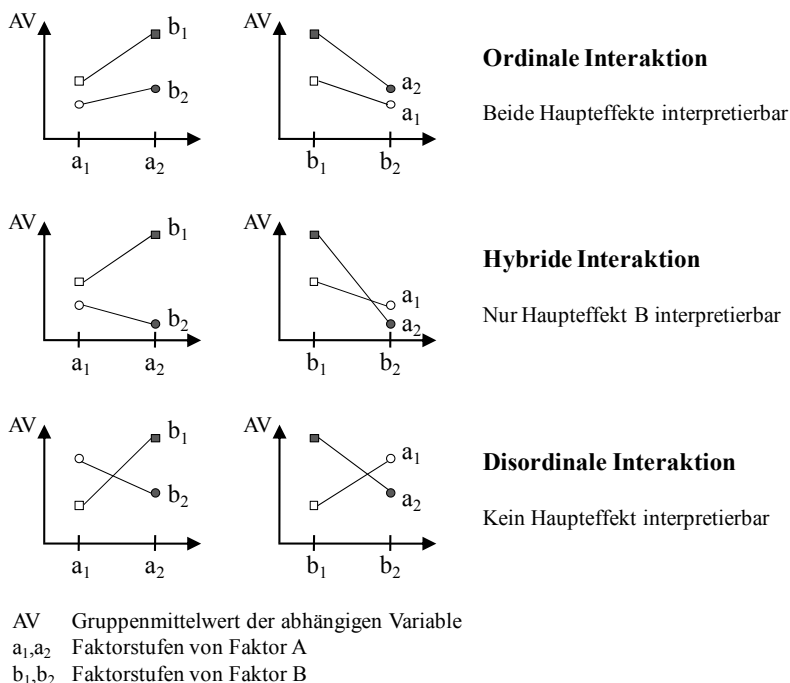 AV
b₁
b₂
a₁ a₂
AV
a₂
a₁
b₁ b₂
Ordinale Interaktion
Beide Haupteffekte interpretierbar
AV
b₁
b₂
a₁ a₂
AV
a₁
a₂
b₁ b₂
Hybride Interaktion
Nur Haupteffekt B interpretierbar
AV
b₁
b₂
a₁ a₂
AV
a₁
a₂
b₁ b₂
Disordinale Interaktion
Kein Haupteffekt interpretierbar
AV Gruppenmittelwert der abhängigen Variable
a₁,a₂ Faktorstufen von Faktor A
b₁,b₂ Faktorstufen von Faktor B